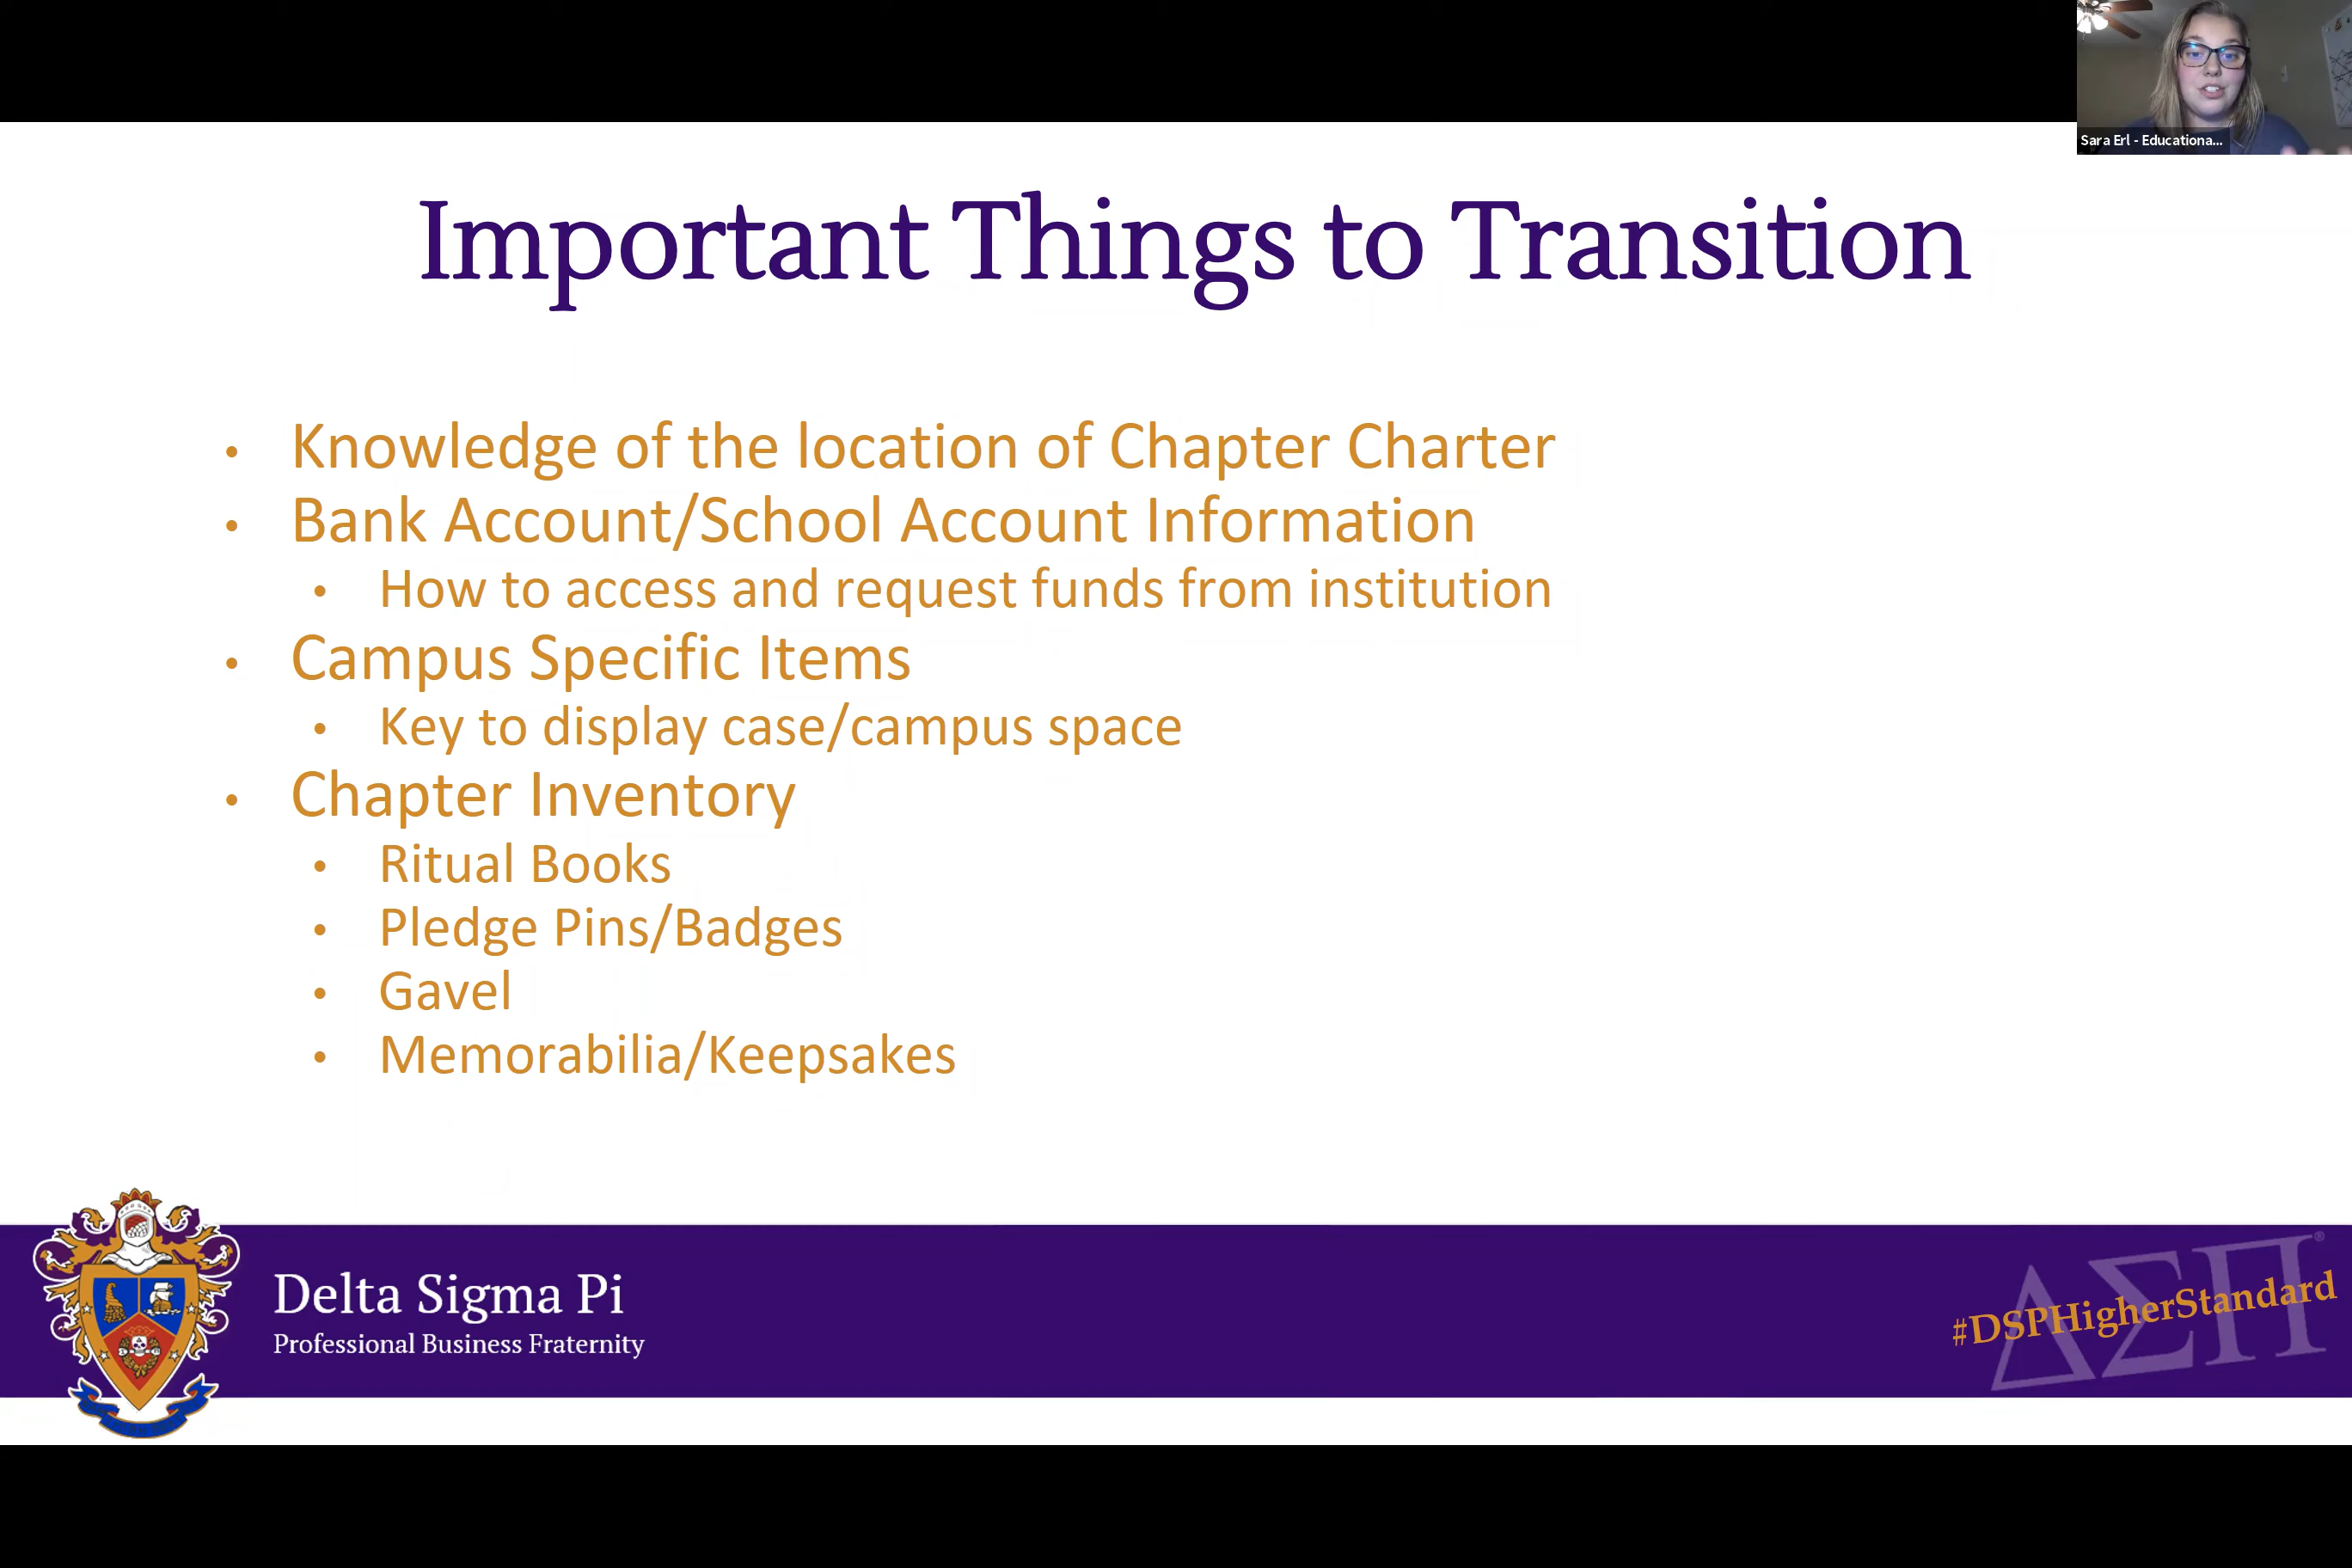 Sara Erl - Educationa...
Important Things to Transition
• Knowledge of the location of Chapter Charter
• Bank Account/School Account Information
• How to access and request funds from institution
• Campus Specific Items
• Key to display case/campus space
• Chapter Inventory
• Ritual Books
• Pledge Pins/Badges
• Gavel
• Memorabilia/Keepsakes
Delta Sigma Pi
Professional Business Fraternity
ΔΣΠ®
#DSPHigherStandard